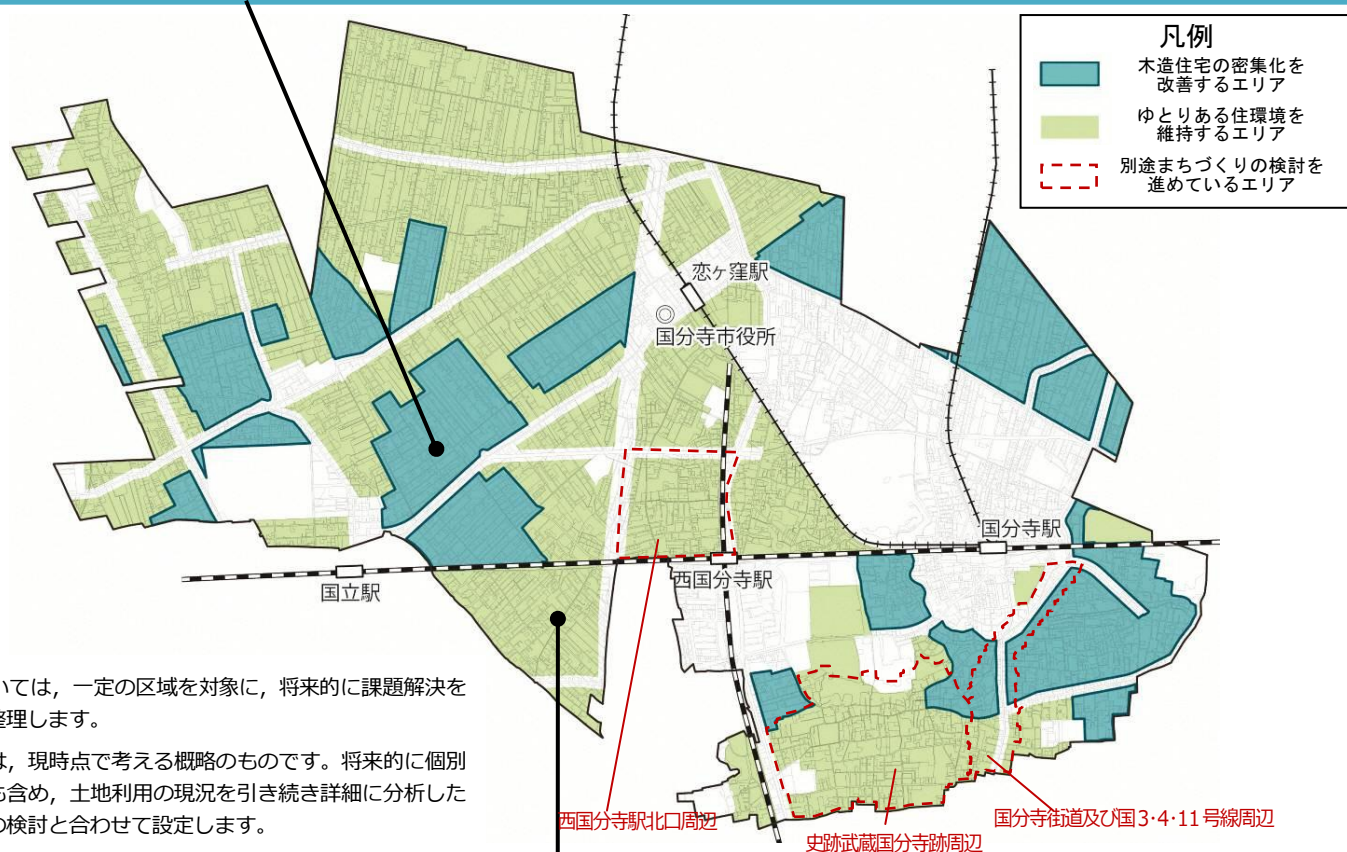 凡例
木造住宅の密集化を
改善するエリア
ゆとりある住環境を
維持するエリア
別途まちづくりの検討を
進めているエリア
恋ヶ窪駅
国分寺市役所
国分寺駅
西国分寺駅
国立駅
いては，一定の区域を対象に，将来的に課題解決を
整理します。
は，現時点で考える概略のものです。将来的に個別
も含め，土地利用の現況を引き続き詳細に分析した
の検討と合わせて設定します。
西国分寺駅北口周辺
史跡武蔵国分寺跡周辺
国分寺街道及び国3・4・11号線周辺